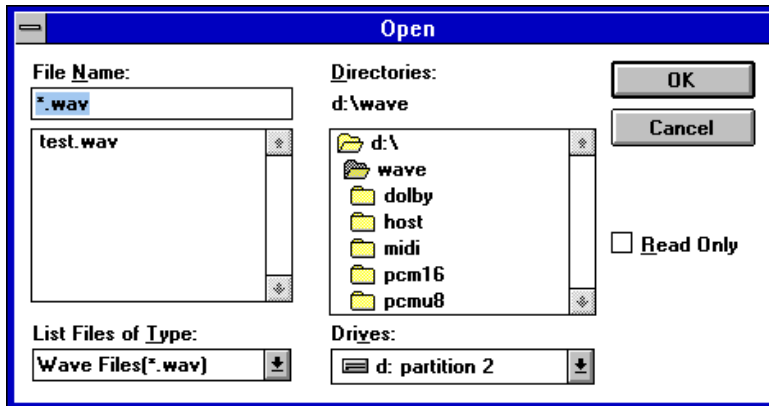 Open
File Name:
*.wav
test.wav
List Files of Type:
Wave Files(*.wav)
Directories:
d:\wave
d:\
wave
dolby
host
midi
pcm16
pcmu8
Drives:
d: partition 2
OK
Cancel
Read Only